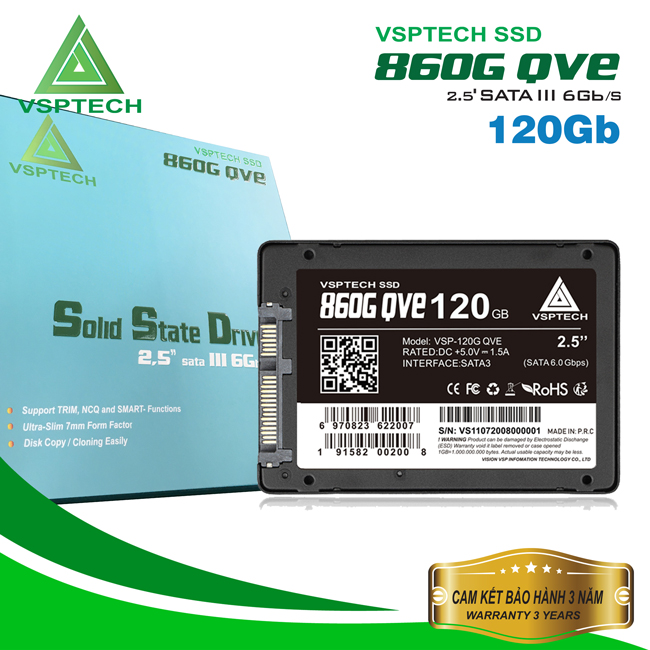 VSPTECH
VSPTECH SSD
860G QVe
2.5' SATA III 6Gb/S
120Gb
VSPTECH
VSPTECH SSD
860G QVE
Solid State Driv
2,5" sata III 6G
Support TRIM, NCQ and SMART- Functions
Ultra-Slim 7mm Form Factor
Disk Copy / Cloning Easily
VSPTECH SSD
860G QVE 120 GB
VSPTECH
Model: VSP-120G QVE
RATED:DC +5.0V⎓1.5A
INTERFACE:SATA3
2.5”
(SATA 6.0 Gbps)
CE FC RoHS
6 970823 622007
1 91582 00200 8
S/N: VS11072008000001 MADE IN: P.R.C
! WARNING Product can be damaged by Electrostatic Discharge
(ESD) Warranty void it label removed or case opened
1GB=1.000.000.000 bytes. Actual usable capacity may be less.
VISION VSP INFOMATION TECHNOLOGY CO., LTD
CAM KẾT BẢO HÀNH 3 NĂM
WARRANTY 3 YEARS